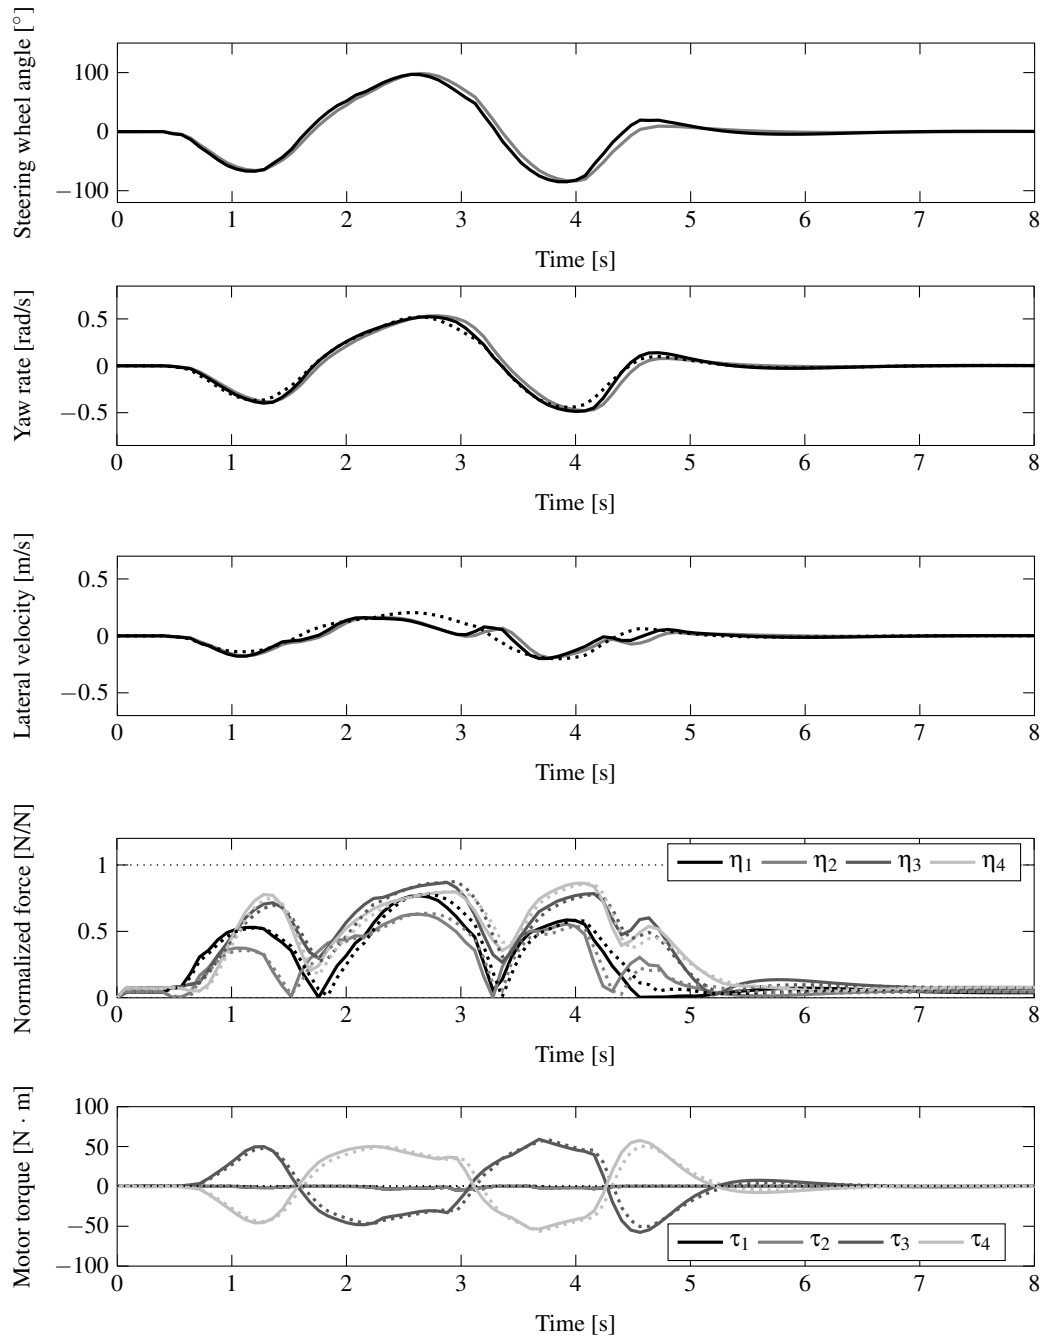 Steering wheel angle [°]
100
0
−100
0 1 2 3 4 5 6 7 8
Time [s]
Yaw rate [rad/s]
0.5
0
−0.5
0 1 2 3 4 5 6 7 8
Time [s]
Lateral velocity [m/s]
0.5
0
−0.5
0 1 2 3 4 5 6 7 8
Time [s]
Normalized force [N/N]
1
0.5
0
η1 η2 η3 η4
0 1 2 3 4 5 6 7 8
Time [s]
Motor torque [N · m]
100
50
0
−50
−100
τ1 τ2 τ3 τ4
0 1 2 3 4 5 6 7 8
Time [s]